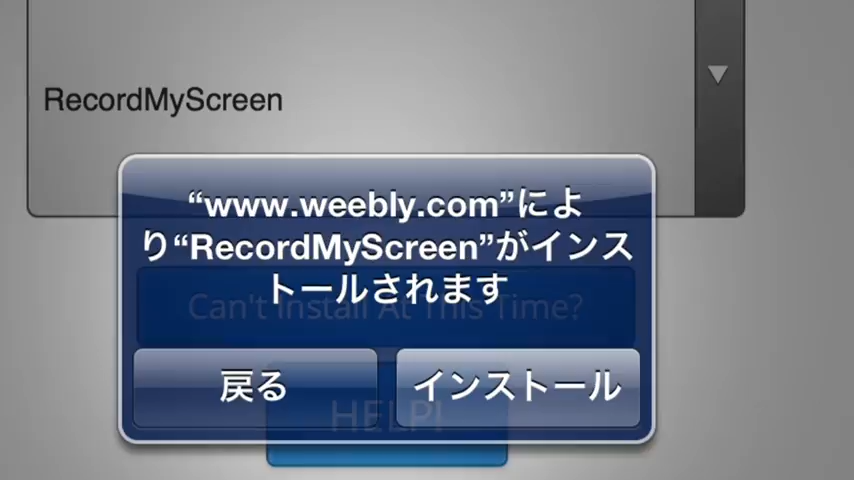 RecordMyScreen
“www.weebly.com”によ
り“RecordMyScreen”がインス
トールされます
Can't Install At This Time?
戻る
インストール
HELP!